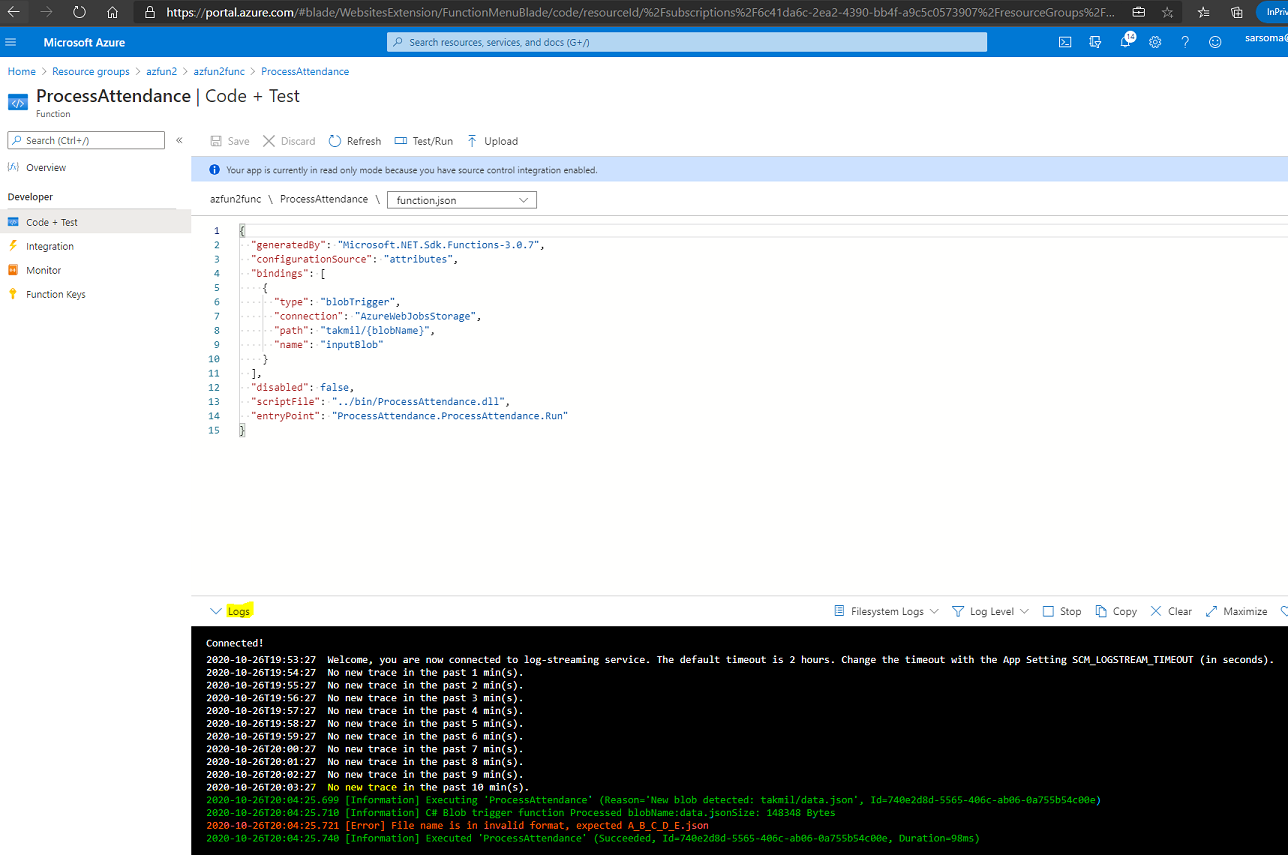 https://portal.azure.com/#blade/WebsitesExtension/FunctionMenuBlade/code/resourceId/%2Fsubscriptions%2F6c41da6c-2ea2-4390-bb4f-a9c5c0573907%2FresourceGroups%2F... InPriv
Microsoft Azure Search resources, services, and docs (G+/) 14 sarsoma@
Home > Resource groups > azfun2 > azfun2func > ProcessAttendance
ProcessAttendance | Code + Test
Function
Search (Ctrl+/) « Save Discard Refresh Test/Run Upload
Overview
Your app is currently in read only mode because you have source control integration enabled.
Developer
azfun2func \ ProcessAttendance \ function.json
Code + Test
Integration
Monitor
Function Keys
1 {
2 "generatedBy": "Microsoft.NET.Sdk.Functions-3.0.7",
3 "configurationSource": "attributes",
4 "bindings": [
5 {
6 "type": "blobTrigger",
7 "connection": "AzureWebJobsStorage",
8 "path": "takmil/{blobName}",
9 "name": "inputBlob"
10 }
11 ],
12 "disabled": false,
13 "scriptFile": "../bin/ProcessAttendance.dll",
14 "entryPoint": "ProcessAttendance.ProcessAttendance.Run"
15 }
Logs Filesystem Logs Log Level Stop Copy Clear Maximize
Connected!
2020-10-26T19:53:27 Welcome, you are now connected to log-streaming service. The default timeout is 2 hours. Change the timeout with the App Setting SCM_LOGSTREAM_TIMEOUT (in seconds).
2020-10-26T19:54:27 No new trace in the past 1 min(s).
2020-10-26T19:55:27 No new trace in the past 2 min(s).
2020-10-26T19:56:27 No new trace in the past 3 min(s).
2020-10-26T19:57:27 No new trace in the past 4 min(s).
2020-10-26T19:58:27 No new trace in the past 5 min(s).
2020-10-26T19:59:27 No new trace in the past 6 min(s).
2020-10-26T20:00:27 No new trace in the past 7 min(s).
2020-10-26T20:01:27 No new trace in the past 8 min(s).
2020-10-26T20:02:27 No new trace in the past 9 min(s).
2020-10-26T20:03:27 No new trace in the past 10 min(s).
2020-10-26T20:04:25.699 [Information] Executing 'ProcessAttendance' (Reason='New blob detected: takmil/data.json', Id=740e2d8d-5565-406c-ab06-0a755b54c00e)
2020-10-26T20:04:25.710 [Information] C# Blob trigger function Processed blobName:data.jsonSize: 148348 Bytes
2020-10-26T20:04:25.721 [Error] File name is in invalid format, expected A_B_C_D_E.json
2020-10-26T20:04:25.740 [Information] Executed 'ProcessAttendance' (Succeeded, Id=740e2d8d-5565-406c-ab06-0a755b54c00e, Duration=98ms)